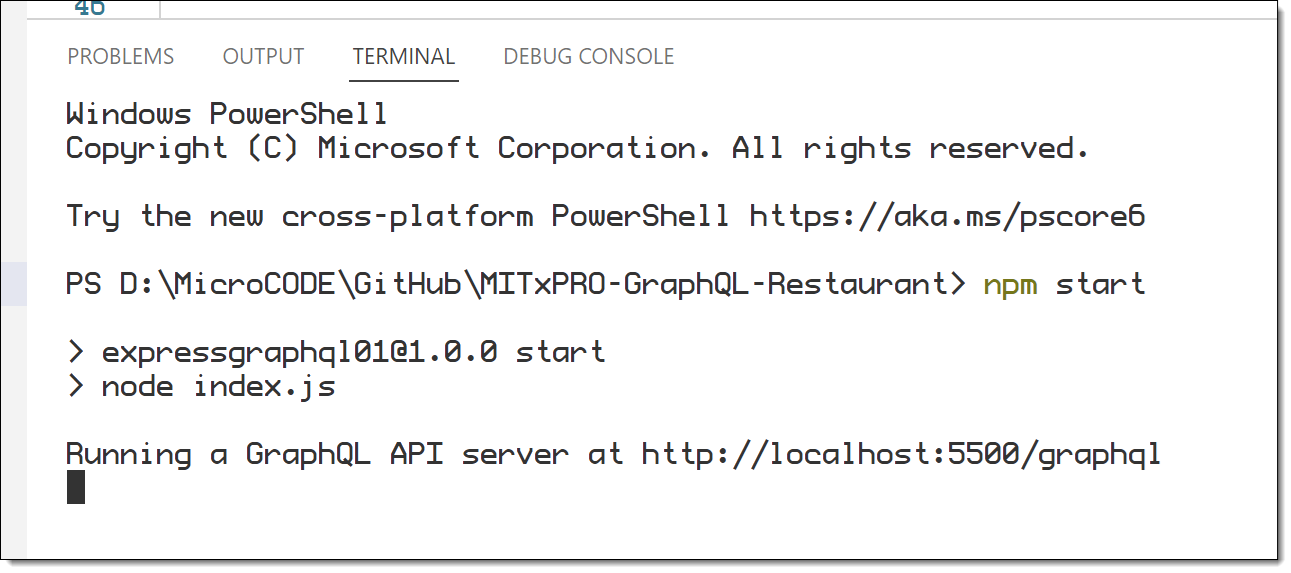 46
PROBLEMS OUTPUT TERMINAL DEBUG CONSOLE
Windows PowerShell
Copyright (C) Microsoft Corporation. All rights reserved.
Try the new cross-platform PowerShell https://aka.ms/pscore6
PS D:\MicroCODE\GitHub\MITxPRO-GraphQL-Restaurant> npm start
> expressgraphql01@1.0.0 start
> node index.js
Running a GraphQL API server at http://localhost:5500/graphql